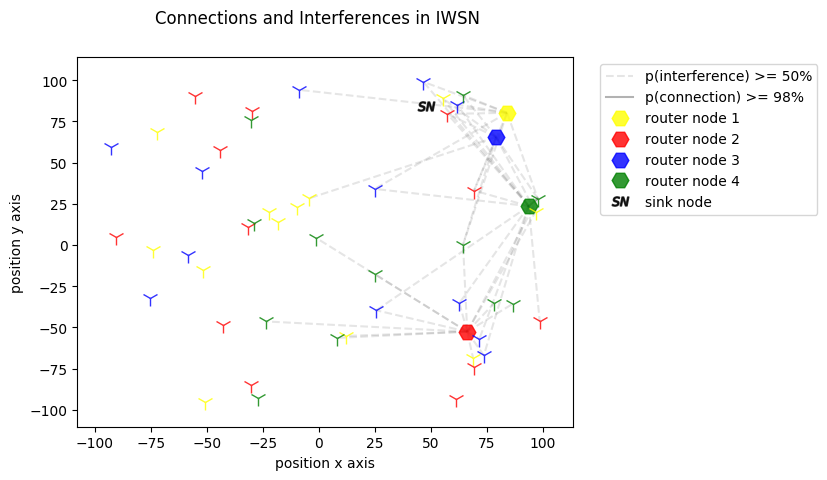 Connections and Interferences in IWSN
100
75
50
25
0
−25
−50
−75
−100
position y axis
−100 −75 −50 −25 0 25 50 75 100
position x axis
SN
p(interference) >= 50%
p(connection) >= 98%
router node 1
router node 2
router node 3
router node 4
SN sink node